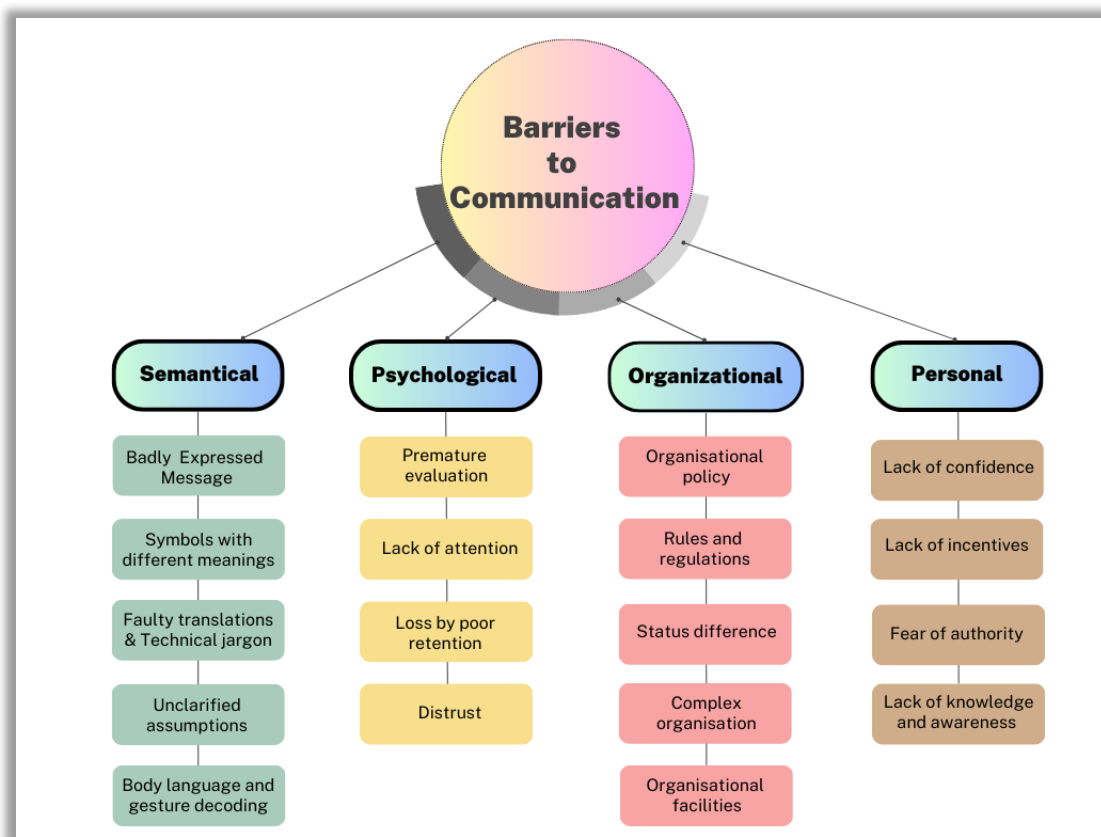 Barriers
to
Communication
Semantical
Badly Expressed
Message
Symbols with
different meanings
Faulty translations
& Technical jargon
Unclarified
assumptions
Body language and
gesture decoding
Psychological
Premature
evaluation
Lack of attention
Loss by poor
retention
Distrust
Organizational
Organisational
policy
Rules and
regulations
Status difference
Complex
organisation
Organisational
facilities
Personal
Lack of confidence
Lack of incentives
Fear of authority
Lack of knowledge
and awareness